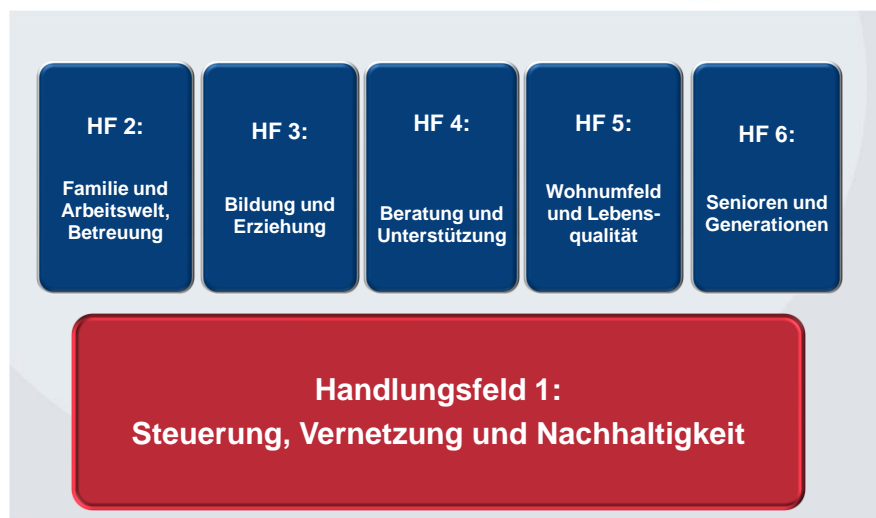 HF 2:
Familie und
Arbeitswelt,
Betreuung
HF 3:
Bildung und
Erziehung
HF 4:
Beratung und
Unterstützung
HF 5:
Wohnumfeld
und Lebens-
qualität
HF 6:
Senioren und
Generationen
Handlungsfeld 1:
Steuerung, Vernetzung und Nachhaltigkeit